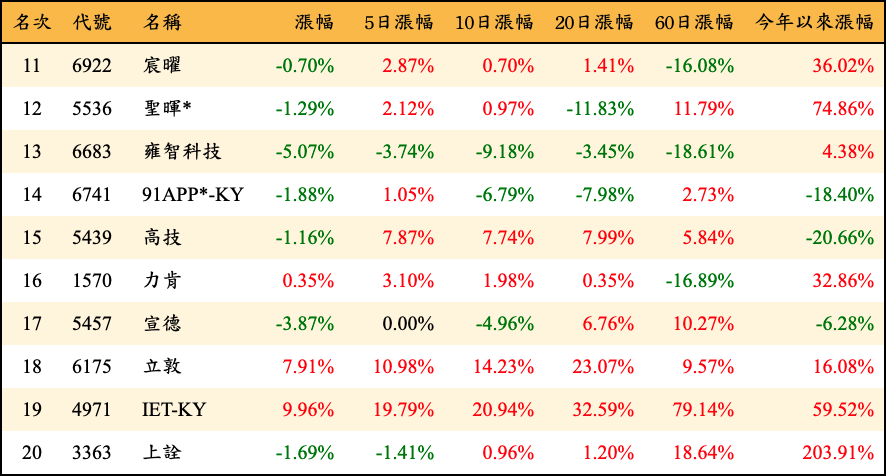 名次 代號 名稱 漲幅 5日漲幅 10日漲幅 20日漲幅 60日漲幅 今年以來漲幅
11 6922 宸曜 -0.70% 2.87% 0.70% 1.41% -16.08% 36.02%
12 5536 聖暉* -1.29% 2.12% 0.97% -11.83% 11.79% 74.86%
13 6683 雍智科技 -5.07% -3.74% -9.18% -3.45% -18.61% 4.38%
14 6741 91APP*-KY -1.88% 1.05% -6.79% -7.98% 2.73% -18.40%
15 5439 高技 -1.16% 7.87% 7.74% 7.99% 5.84% -20.66%
16 1570 力肯 0.35% 3.10% 1.98% 0.35% -16.89% 32.86%
17 5457 宣德 -3.87% 0.00% -4.96% 6.76% 10.27% -6.28%
18 6175 立敦 7.91% 10.98% 14.23% 23.07% 9.57% 16.08%
19 4971 IET-KY 9.96% 19.79% 20.94% 32.59% 79.14% 59.52%
20 3363 上詮 -1.69% -1.41% 0.96% 1.20% 18.64% 203.91%